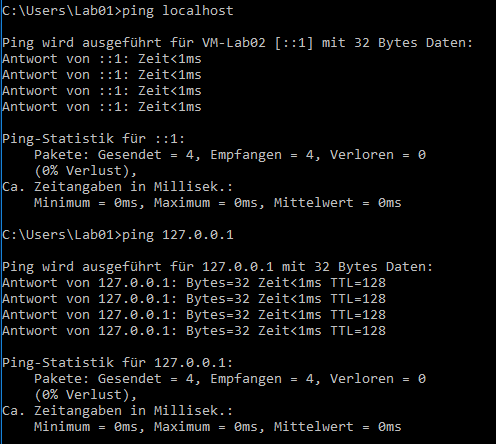 C:\Users\Lab01>ping localhost
Ping wird ausgeführt für VM-Lab02 [::1] mit 32 Bytes Daten:
Antwort von ::1: Zeit<1ms
Antwort von ::1: Zeit<1ms
Antwort von ::1: Zeit<1ms
Antwort von ::1: Zeit<1ms
Ping-Statistik für ::1:
    Pakete: Gesendet = 4, Empfangen = 4, Verloren = 0
    (0% Verlust),
Ca. Zeitangaben in Millisek.:
    Minimum = 0ms, Maximum = 0ms, Mittelwert = 0ms
C:\Users\Lab01>ping 127.0.0.1
Ping wird ausgeführt für 127.0.0.1 mit 32 Bytes Daten:
Antwort von 127.0.0.1: Bytes=32 Zeit<1ms TTL=128
Antwort von 127.0.0.1: Bytes=32 Zeit<1ms TTL=128
Antwort von 127.0.0.1: Bytes=32 Zeit<1ms TTL=128
Antwort von 127.0.0.1: Bytes=32 Zeit<1ms TTL=128
Ping-Statistik für 127.0.0.1:
    Pakete: Gesendet = 4, Empfangen = 4, Verloren = 0
    (0% Verlust),
Ca. Zeitangaben in Millisek.:
    Minimum = 0ms, Maximum = 0ms, Mittelwert = 0ms